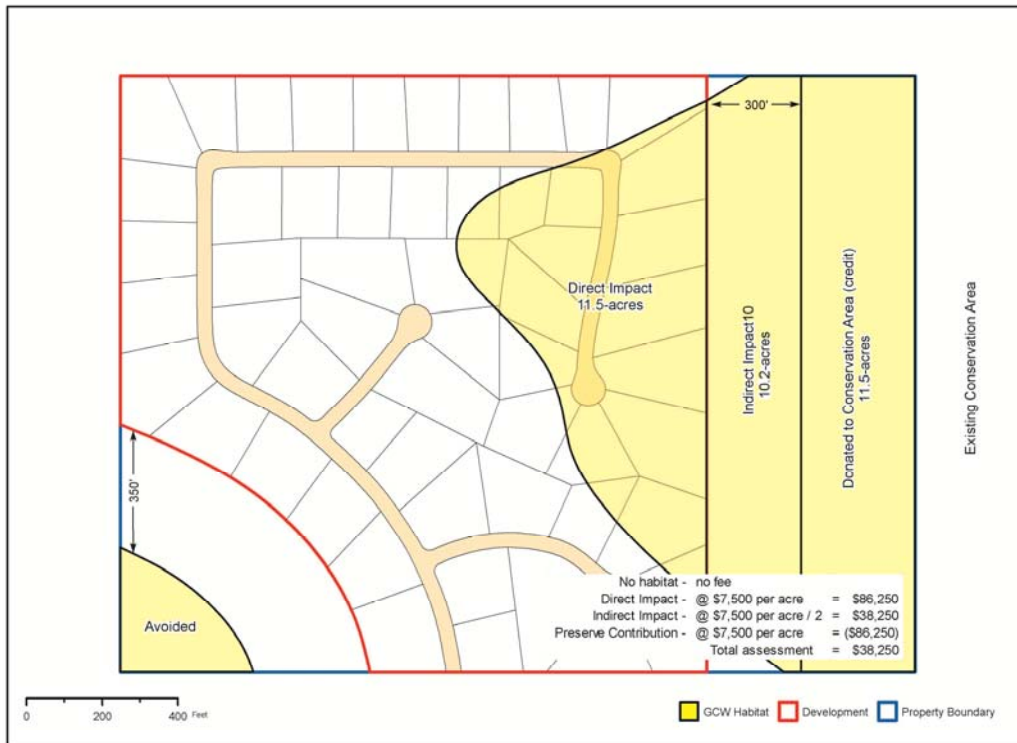 300'
Direct Impact
11.5-acres
Indirect Impact10
10.2-acres
Donated to Conservation Area (credit)
11.5-acres
Existing Conservation Area
350'
Avoided
No habitat - no fee
Direct Impact - @ $7,500 per acre = $86,250
Indirect Impact - @ $7,500 per acre / 2 = $38,250
Preserve Contribution - @ $7,500 per acre = ($86,250)
Total assessment = $38,250
0 200 400 Feet
GCW Habitat Development Property Boundary